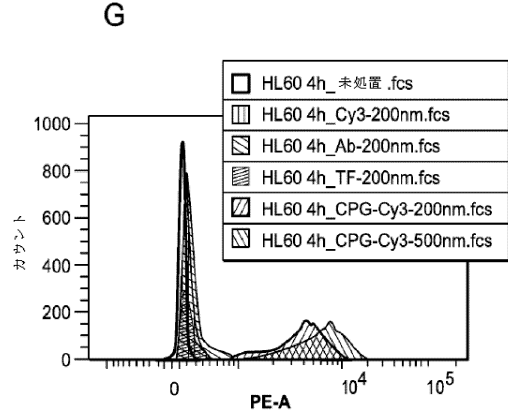 G
HL60 4h_未処置.fcs
HL60 4h_Cy3-200nm.fcs
HL60 4h_Ab-200nm.fcs
HL60 4h_TF-200nm.fcs
HL60 4h_CPG-Cy3-200nm.fcs
HL60 4h_CPG-Cy3-500nm.fcs
1000
800
600
400
200
0
カウント
0 10^4 10^5
PE-A